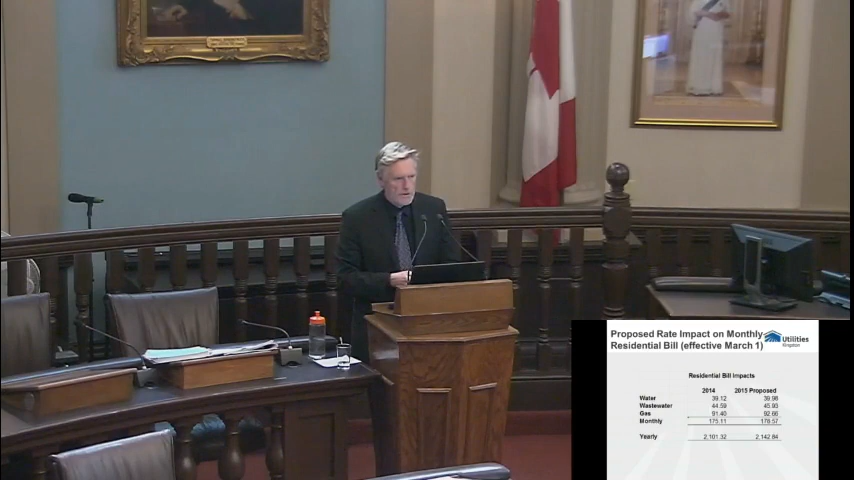 Proposed Rate Impact on Monthly
Residential Bill (effective March 1)
Utilities
Kingston
Residential Bill Impacts
2014 2015 Proposed
Water 39.12 39.98
Wastewater 44.59 45.93
Gas 91.40 92.66
Monthly 175.11 178.57
Yearly 2,101.32 2,142.84